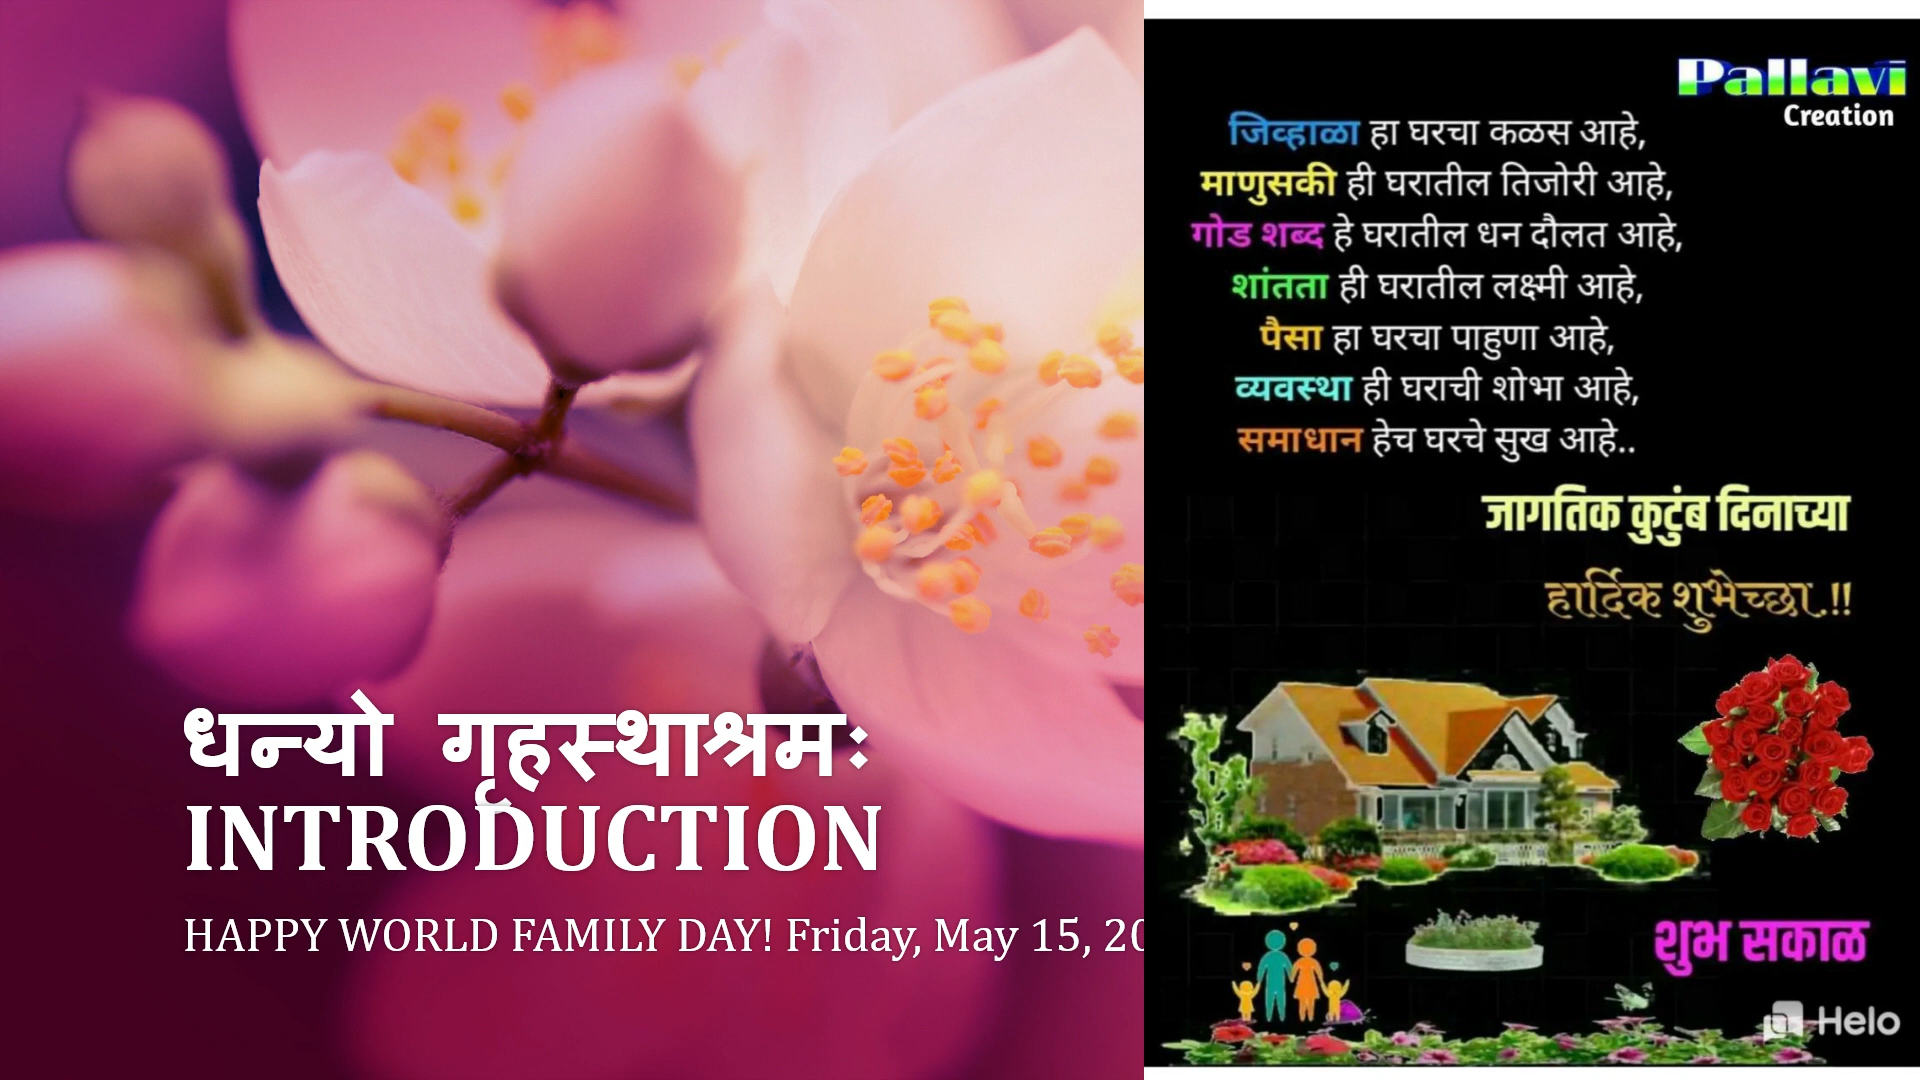 धन्यो गृहस्थाश्रमः
INTRODUCTION
HAPPY WORLD FAMILY DAY! Friday, May 15, 20
Pallavi
Creation
जिव्हाळा हा घरचा कळस आहे,
माणुसकी ही घरातील तिजोरी आहे,
गोड शब्द हे घरातील धन दौलत आहे,
शांतता ही घरातील लक्ष्मी आहे,
पैसा हा घरचा पाहुणा आहे,
व्यवस्था ही घराची शोभा आहे,
समाधान हेच घरचे सुख आहे..
जागतिक कुटुंब दिनाच्या
हार्दिक शुभेच्छा.!!
शुभ सकाळ
Helo